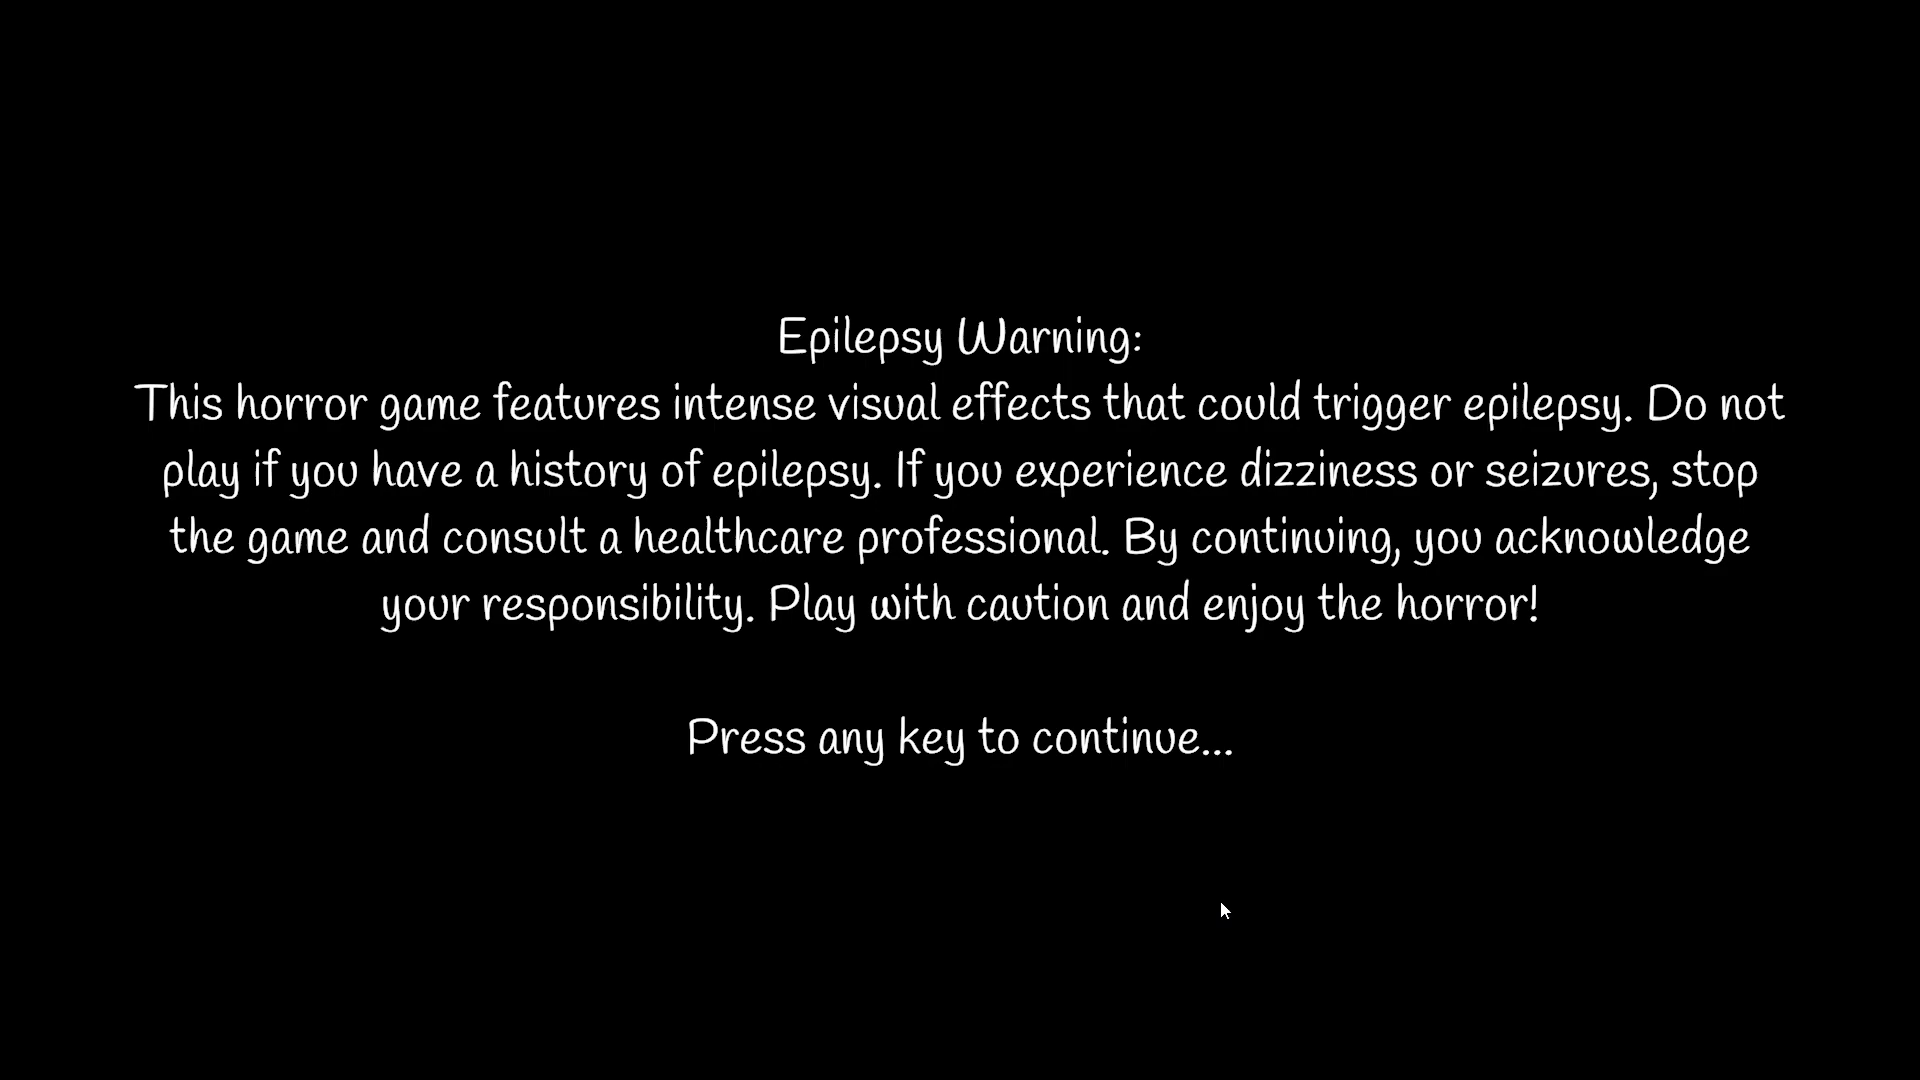 Epilepsy Warning:
This horror game features intense visual effects that could trigger epilepsy. Do not
play if you have a history of epilepsy. If you experience dizziness or seizures, stop
the game and consult a healthcare professional. By continuing, you acknowledge
your responsibility. Play with caution and enjoy the horror!
Press any key to continue...